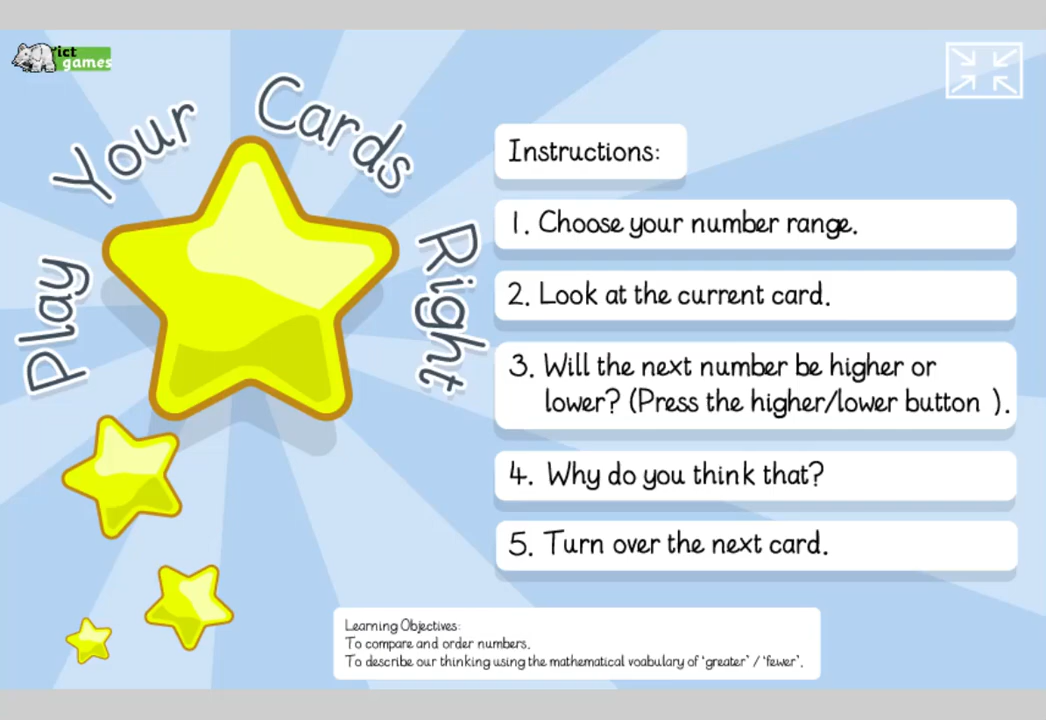 ict
games
Play Your Cards Right
Instructions:
1. Choose your number range.
2. Look at the current card.
3. Will the next number be higher or
lower? (Press the higher/lower button ).
4. Why do you think that?
5. Turn over the next card.
Learning Objectives:
To compare and order numbers.
To describe our thinking using the mathematical voabulary of ‘greater’ / ‘fewer’.